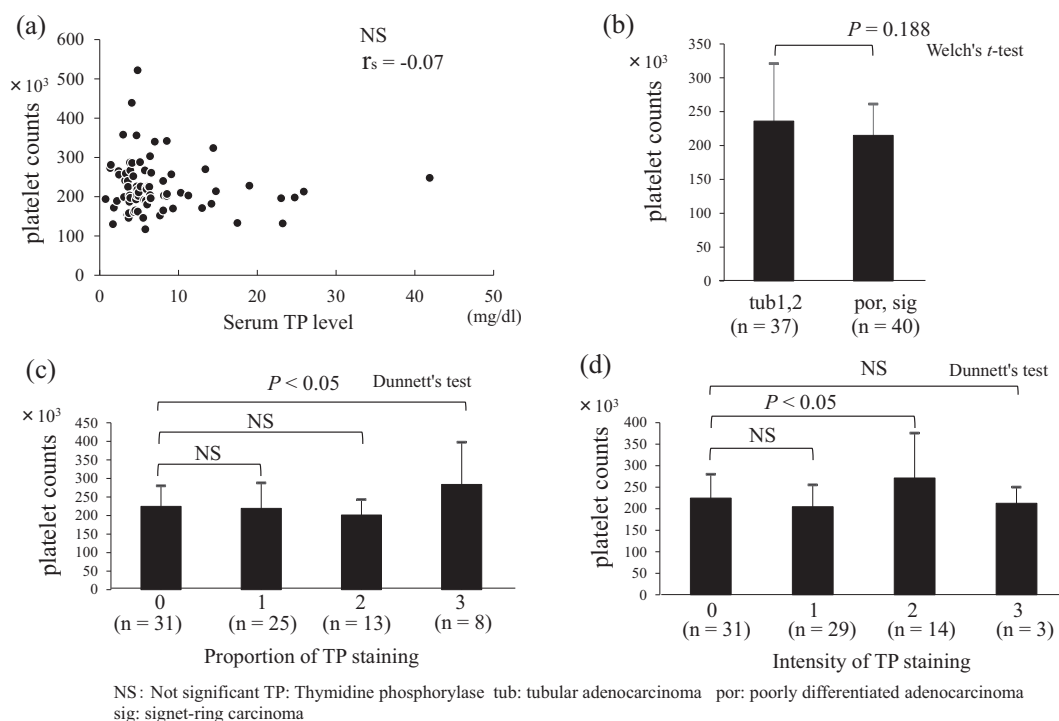 (a)
NS
rs = -0.07
× 10³
platelet counts
600
500
400
300
200
100
0
0 10 20 30 40 50
Serum TP level
(mg/dl)
(b)
P = 0.188
Welch's t-test
× 10³
platelet counts
350
300
250
200
150
100
50
0
tub1,2 por, sig
(n = 37) (n = 40)
(c)
P < 0.05
Dunnett's test
× 10³
NS
NS
platelet counts
450
400
350
300
250
200
150
100
50
0
0 1 2 3
(n = 31) (n = 25) (n = 13) (n = 8)
Proportion of TP staining
(d)
NS
Dunnett's test
× 10³
P < 0.05
NS
platelet counts
400
350
300
250
200
150
100
50
0
0 1 2 3
(n = 31) (n = 29) (n = 14) (n = 3)
Intensity of TP staining
NS: Not significant TP: Thymidine phosphorylase tub: tubular adenocarcinoma por: poorly differentiated adenocarcinoma
sig: signet-ring carcinoma